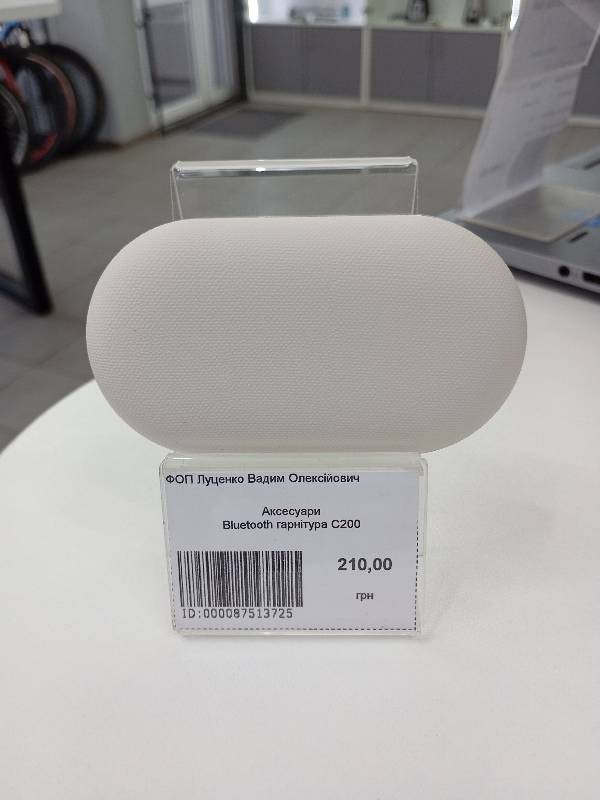 ФОП Луценко Вадим Олексійович
Аксесуари
Bluetooth гарнітура C200
210,00
грн
ID:000087513725